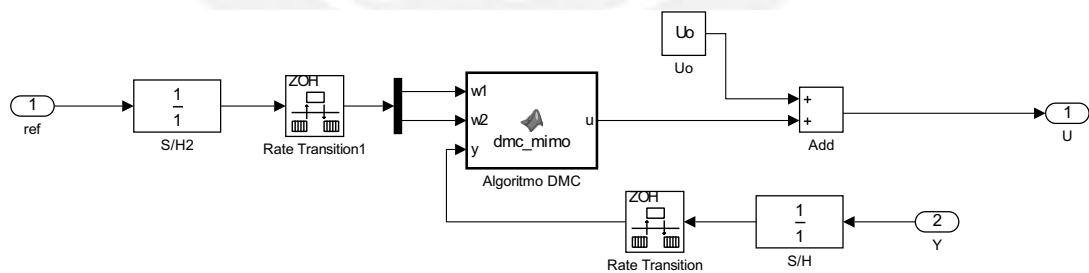 Uo
Uo
1
ref
1
1
S/H2
ZOH
Rate Transition1
w1
w2
y
u
dmc_mimo
Algoritmo DMC
+
+
Add
1
U
ZOH
Rate Transition
1
1
S/H
2
Y